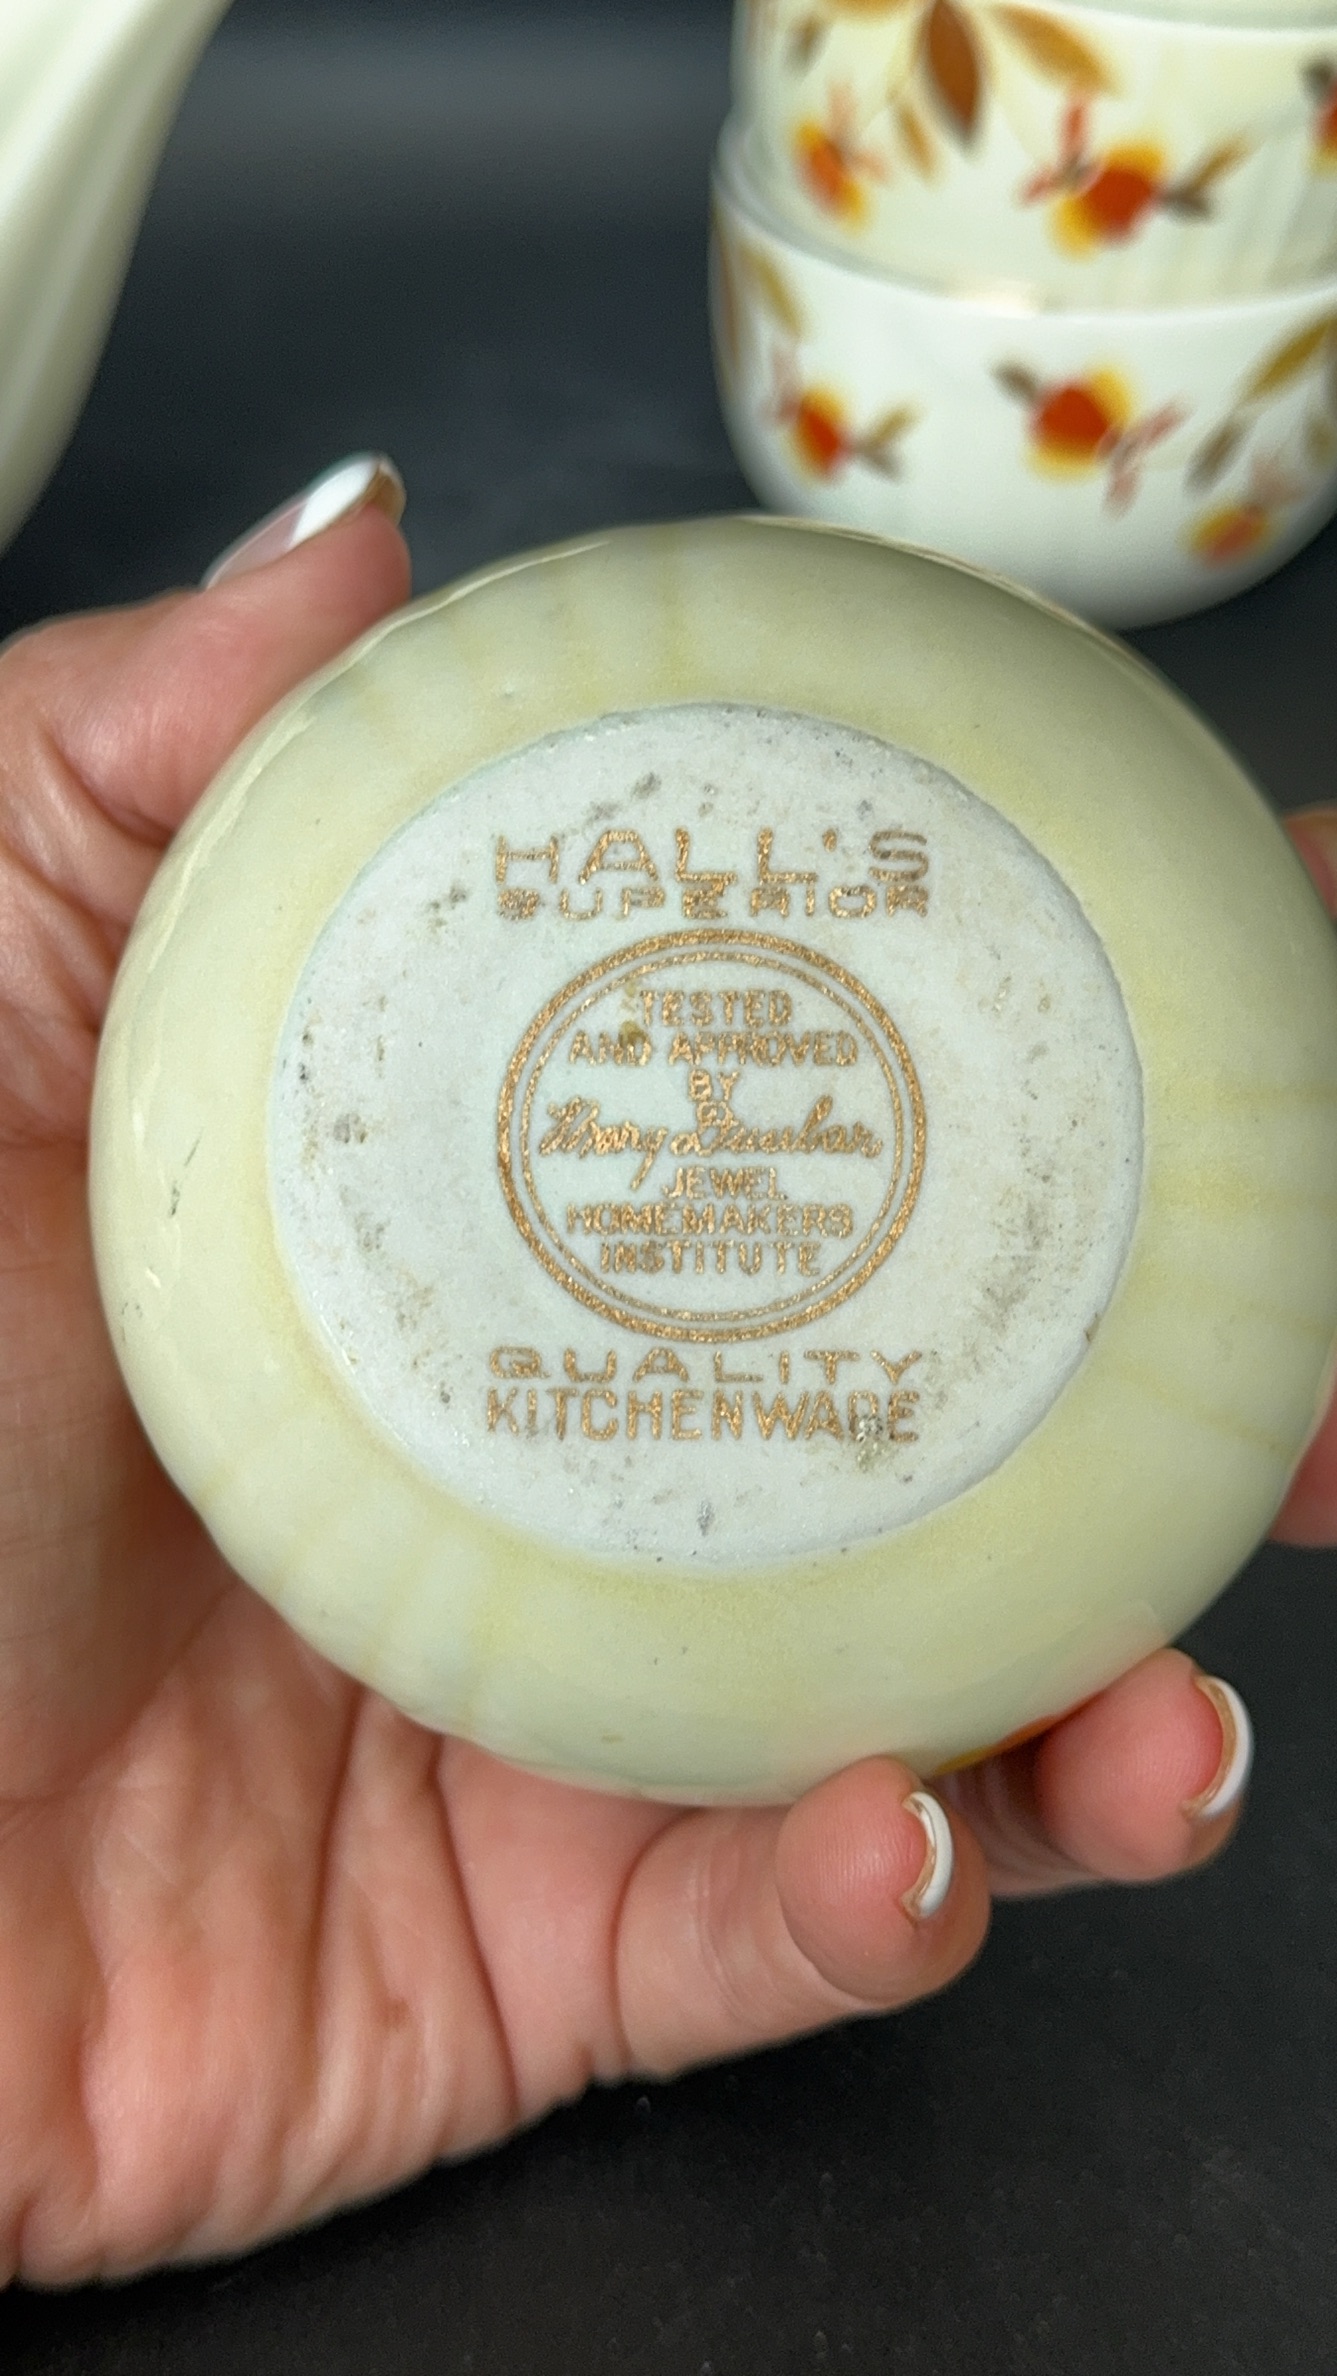 HALL'S
SUPERIOR
TESTED
AND APPROVED
BY
Mary Dunbar
JEWEL
HOMEMAKERS
INSTITUTE
QUALITY
KITCHENWARE